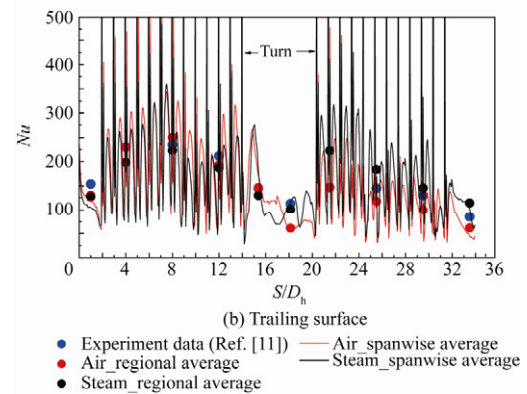 500
400
300
200
100
0
Nu
Turn
0 4 8 12 16 20 24 28 32 36
S/Dh
(b) Trailing surface
Experiment data (Ref. [11])
Air_spanwise average
Air_regional average
Steam_spanwise average
Steam_regional average